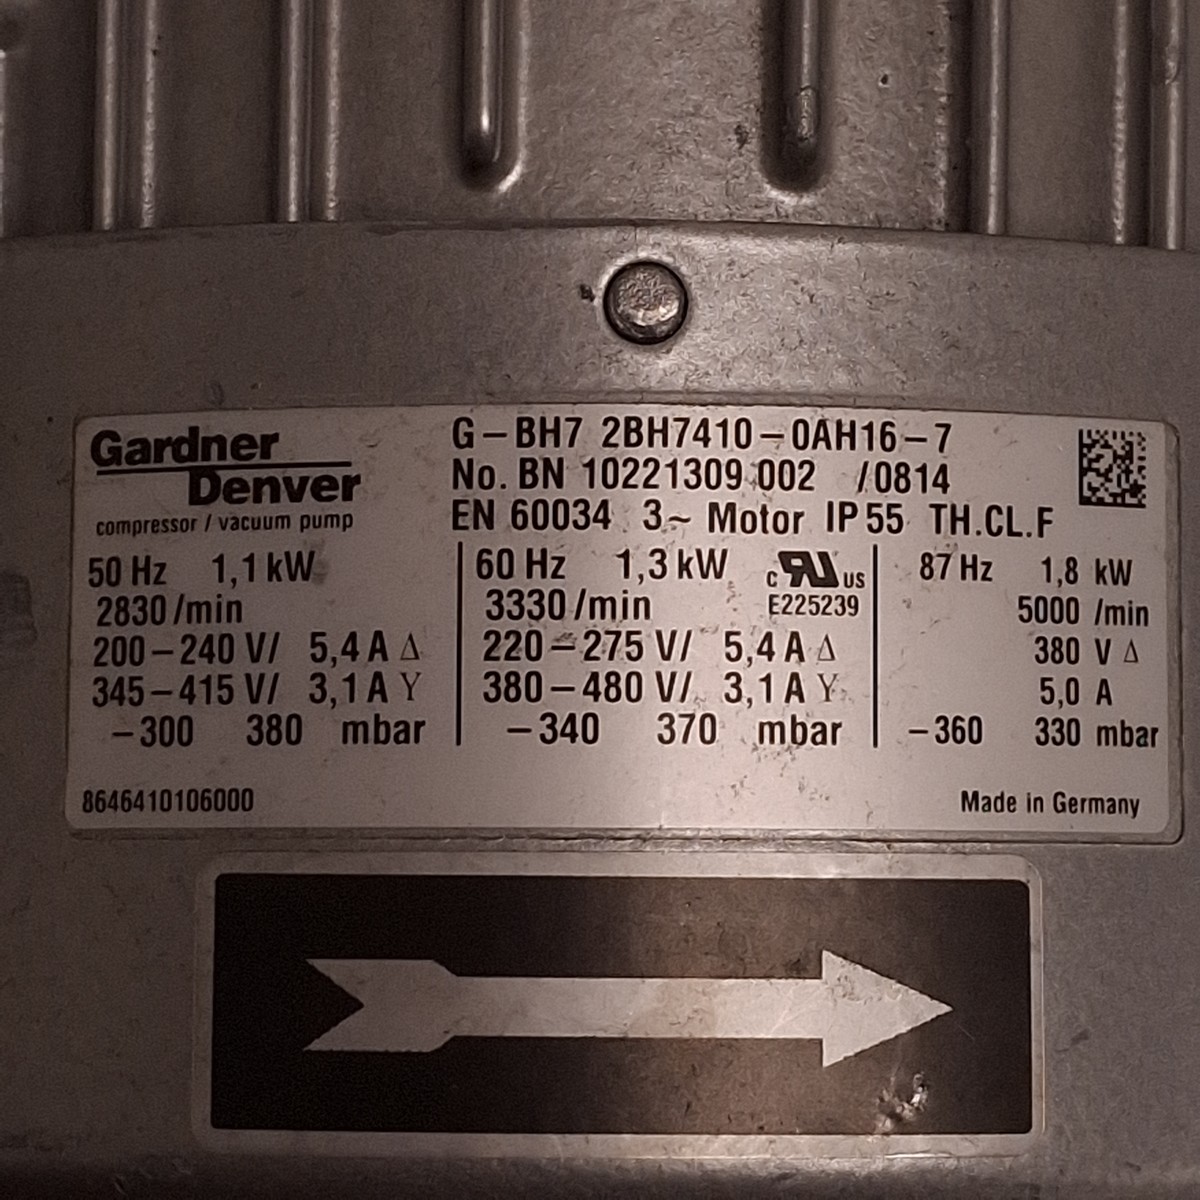 Gardner
Denver
compressor / vacuum pump
G-BH7 2BH7410-0AH16-7
No. BN 10221309 002 /0814
EN 60034 3~ Motor IP 55 TH.CL.F
50 Hz 1,1 kW
2830 /min
200-240 V/ 5,4 A Δ
345-415 V/ 3,1 A Y
-300 380 mbar
60 Hz 1,3 kW c RU us
3330 /min E225239
220-275 V/ 5,4 A Δ
380-480 V/ 3,1 A Y
-340 370 mbar
87 Hz 1,8 kW
5000 /min
380 V Δ
5,0 A
-360 330 mbar
8646410106000
Made in Germany